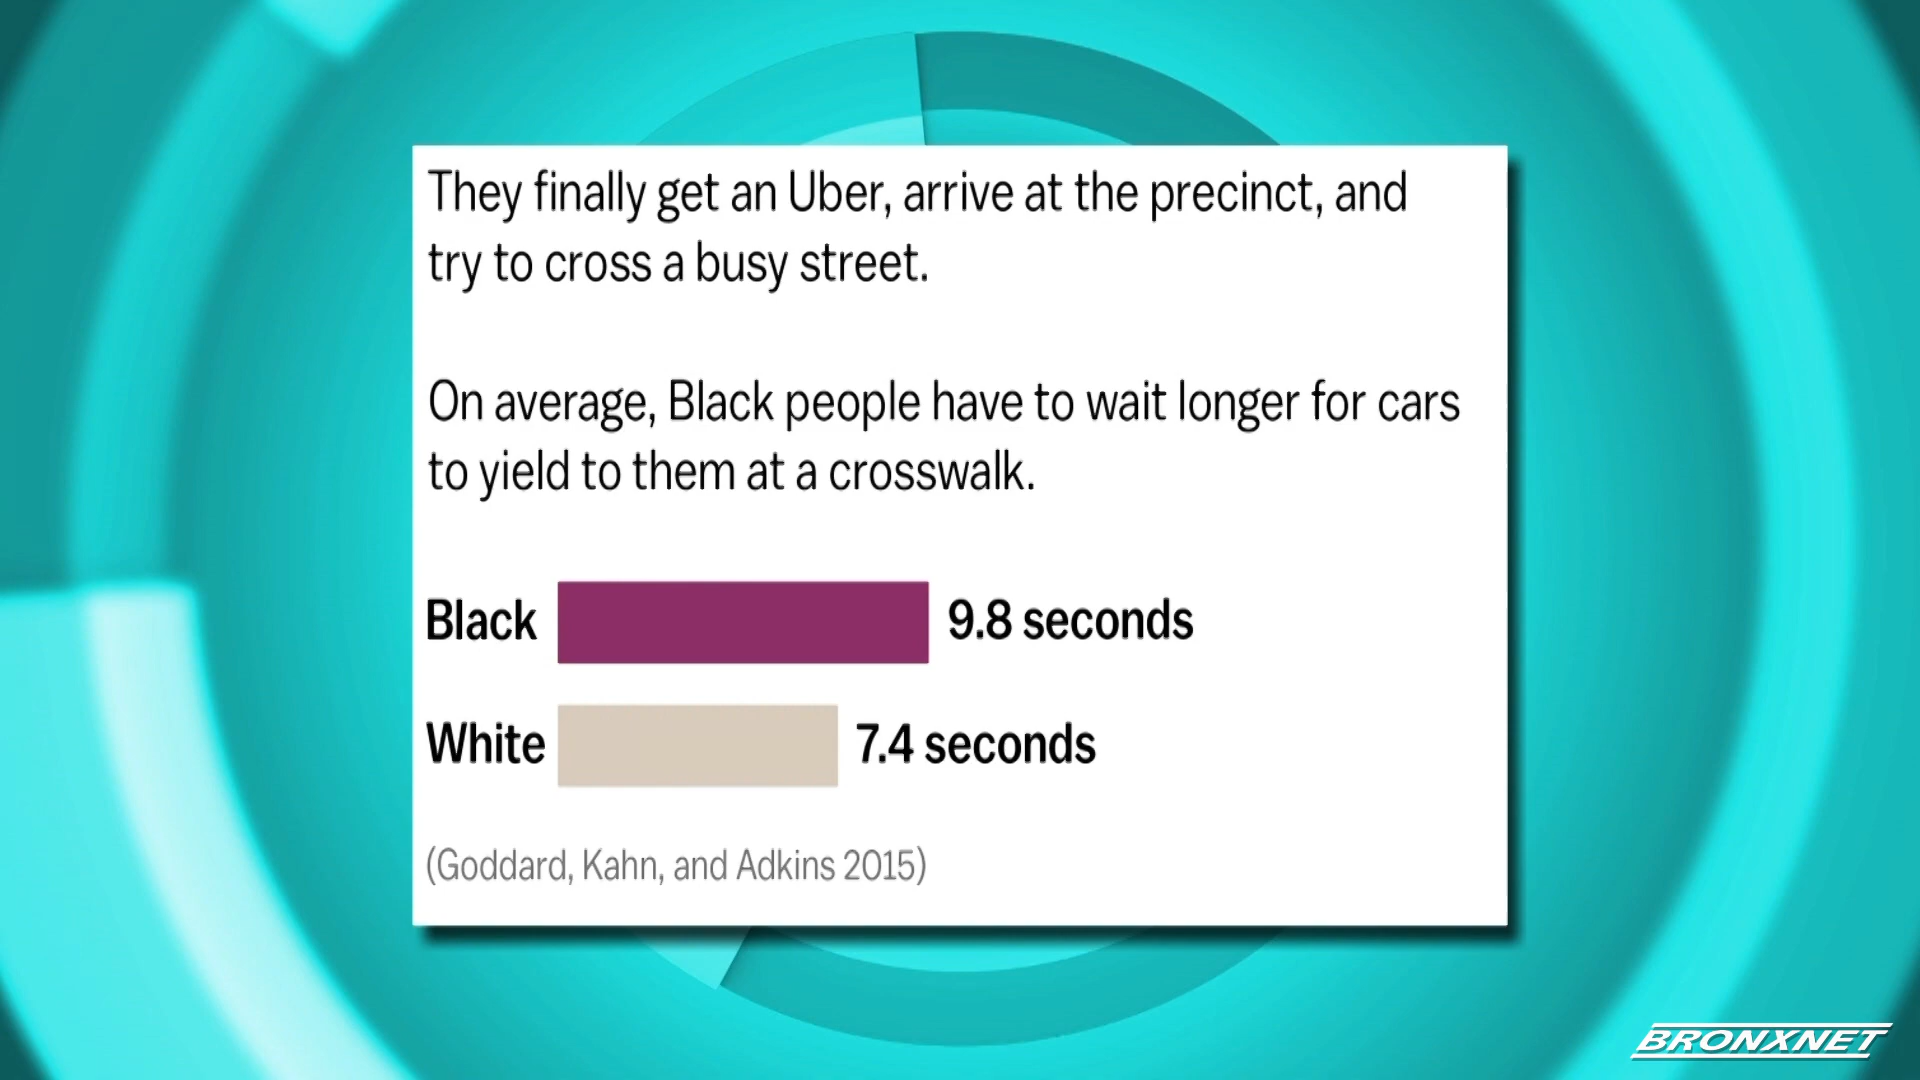 They finally get an Uber, arrive at the precinct, and
try to cross a busy street.
On average, Black people have to wait longer for cars
to yield to them at a crosswalk.
Black 9.8 seconds
White 7.4 seconds
(Goddard, Kahn, and Adkins 2015)
BRONXNET